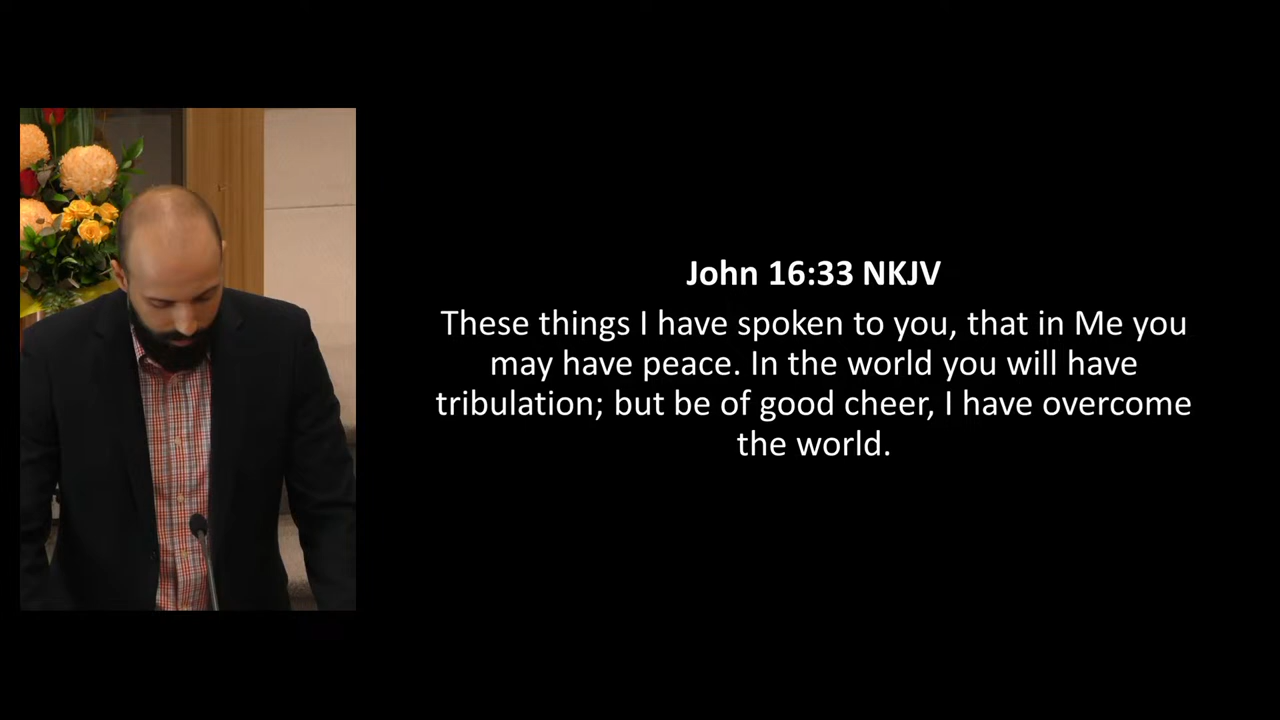 John 16:33 NKJV
These things I have spoken to you, that in Me you
may have peace. In the world you will have
tribulation; but be of good cheer, I have overcome
the world.